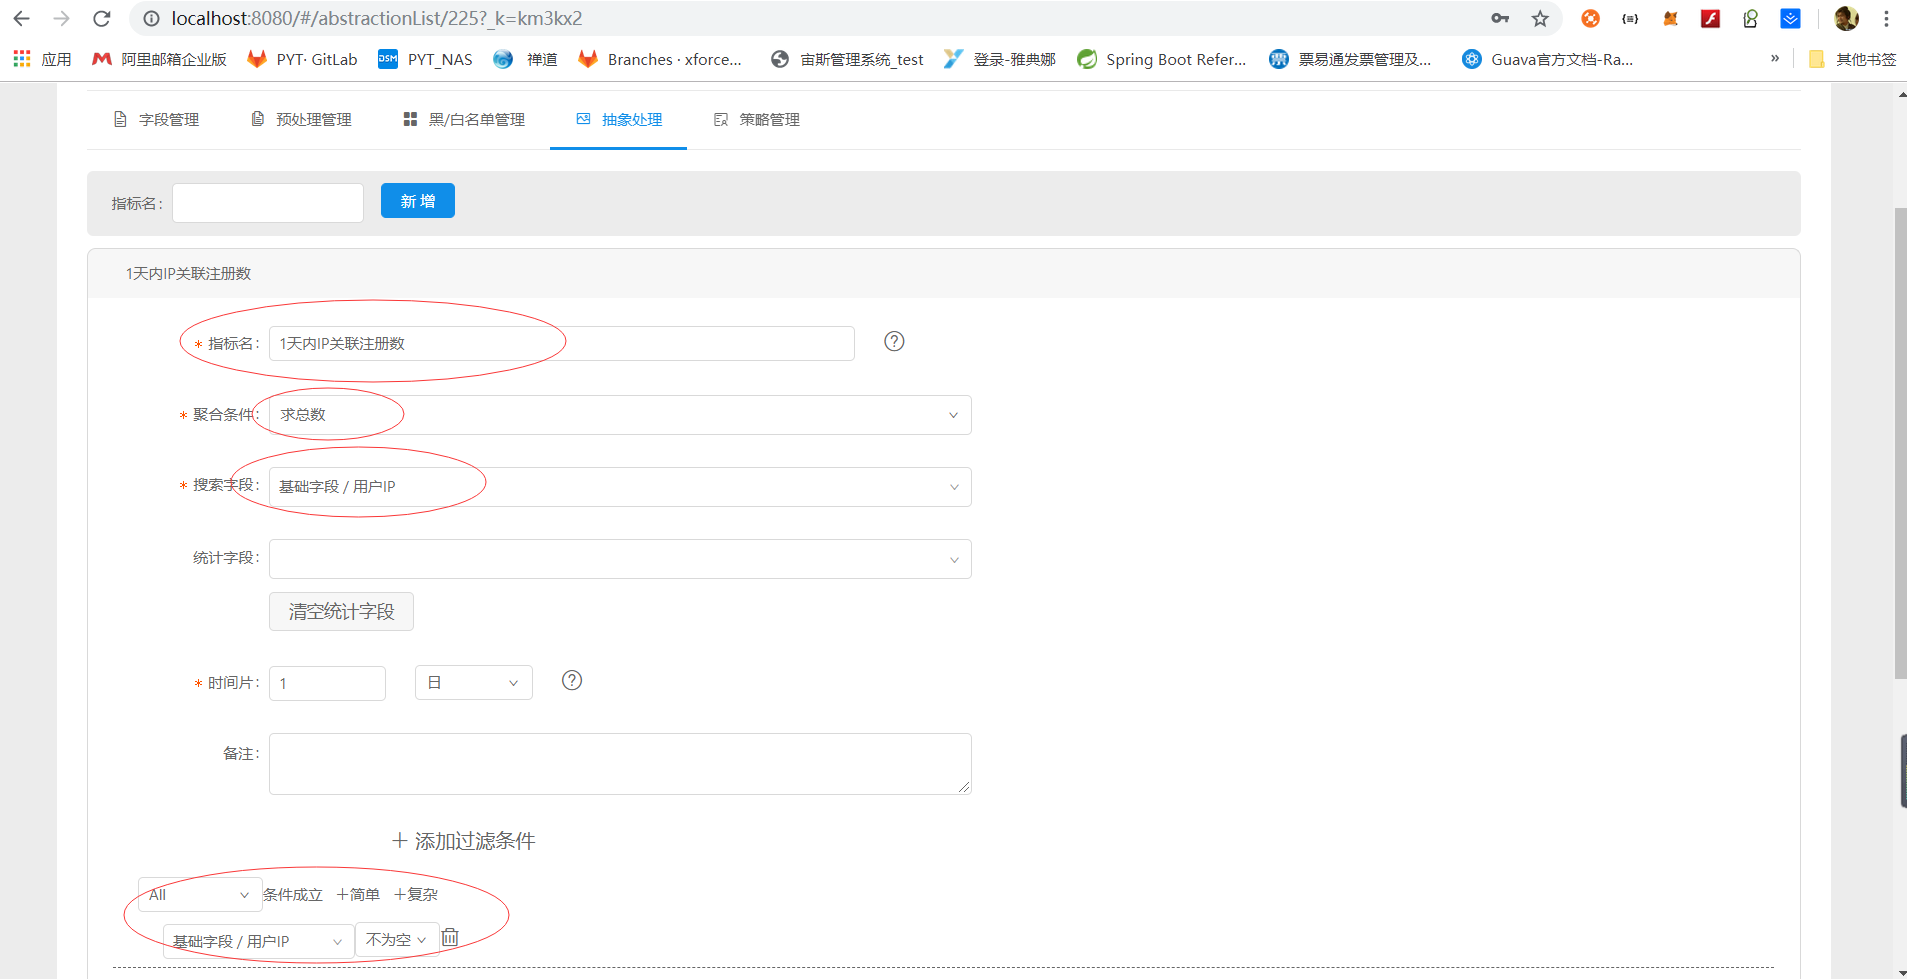 localhost:8080/#/abstractionList/225?_k=km3kx2
应用 阿里邮箱企业版 PYT· GitLab DSM PYT_NAS 禅道 Branches · xforce... 宙斯管理系统_test 登录-雅典娜 Spring Boot Refer... 票易通发票管理及... Guava官方文档-Ra... » 其他书签
字段管理 预处理管理 黑/白名单管理 抽象处理 策略管理
指标名: 新 增
1天内IP关联注册数
* 指标名: 1天内IP关联注册数
* 聚合条件: 求总数
* 搜索字段: 基础字段 / 用户IP
统计字段:
清空统计字段
* 时间片: 1 日
备注:
+ 添加过滤条件
All 条件成立 +简单 +复杂
基础字段 / 用户IP 不为空